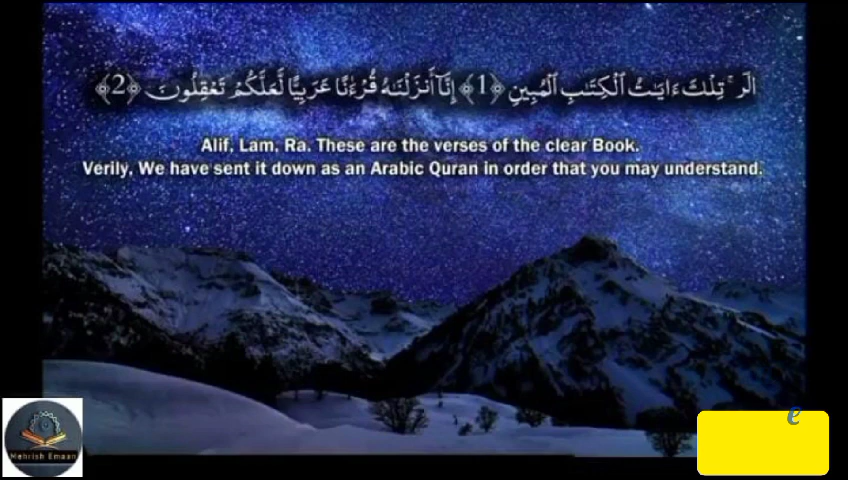 الٓر ۚ تِلْكَ ءَايَـٰتُ ٱلْكِتَـٰبِ ٱلْمُبِينِ ﴿1﴾ إِنَّآ أَنزَلْنَـٰهُ قُرْءَٰنًا عَرَبِيًّا لَّعَلَّكُمْ تَعْقِلُونَ ﴿2﴾
Alif, Lam, Ra. These are the verses of the clear Book.
Verily, We have sent it down as an Arabic Quran in order that you may understand.
e
Mehrish Emaan